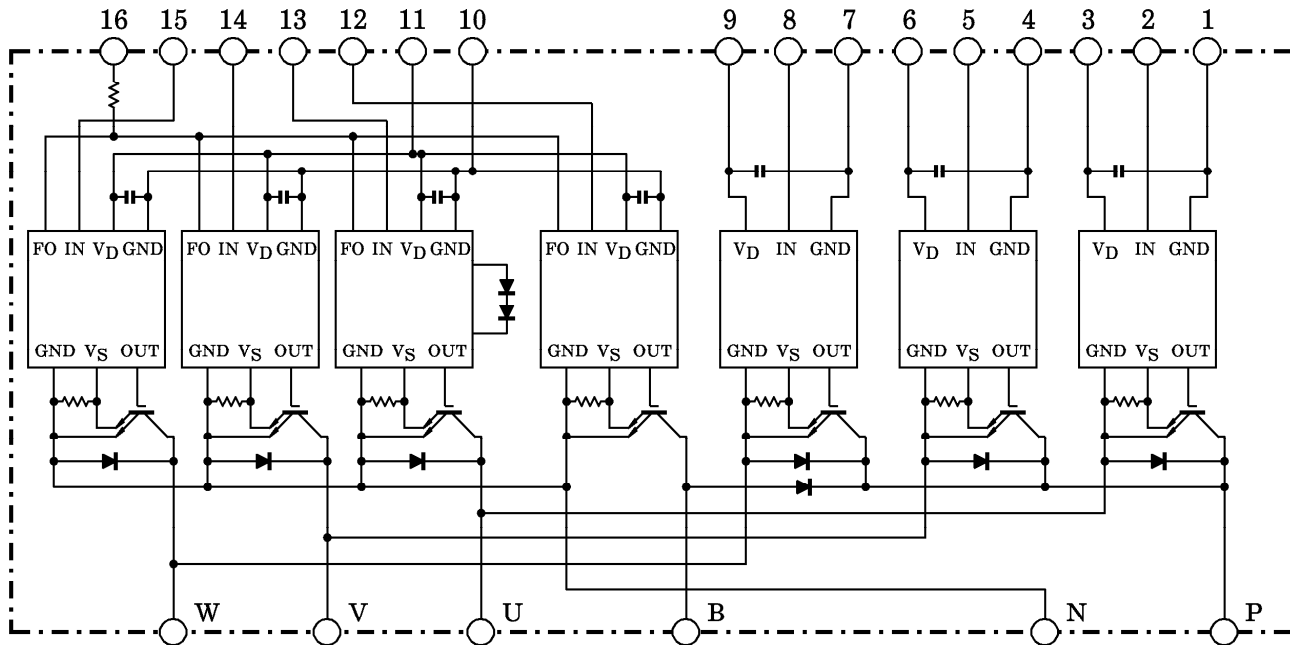 16 15 14 13 12 11 10 9 8 7 6 5 4 3 2 1
FO IN VD GND FO IN VD GND FO IN VD GND FO IN VD GND VD IN GND VD IN GND VD IN GND
GND VS OUT GND VS OUT GND VS OUT GND VS OUT GND VS OUT GND VS OUT GND VS OUT
W V U B N P